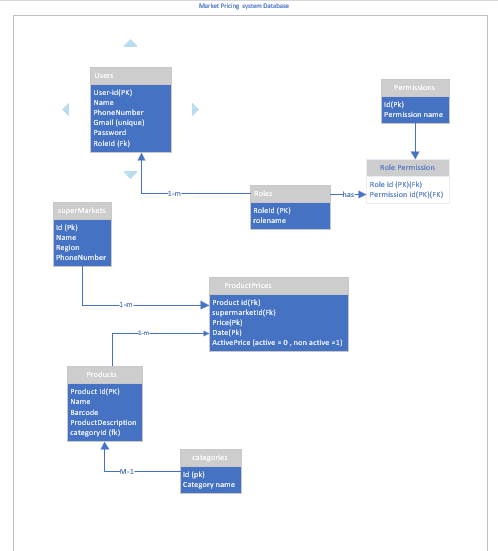 Market Pricing system Database
Users
User-id(PK)
Name
PhoneNumber
Gmail (unique)
Password
RoleId (Fk)
Permissions
Id(Pk)
Permission name
Role Permission
Role id (PK)(Fk)
Permission id(PK)(FK)
1-m
Roles
RoleId (PK)
rolename
has
superMarkets
Id (Pk)
Name
Region
PhoneNumber
1-m
ProductPrices
Product id(Fk)
supermarketId(Fk)
Price(Pk)
Date(Pk)
ActivePrice (active = 0 , non active =1)
1-m
Products
Product Id(PK)
Name
Barcode
ProductDescription
categoryid (fk)
M-1
categories
Id (pk)
Category name